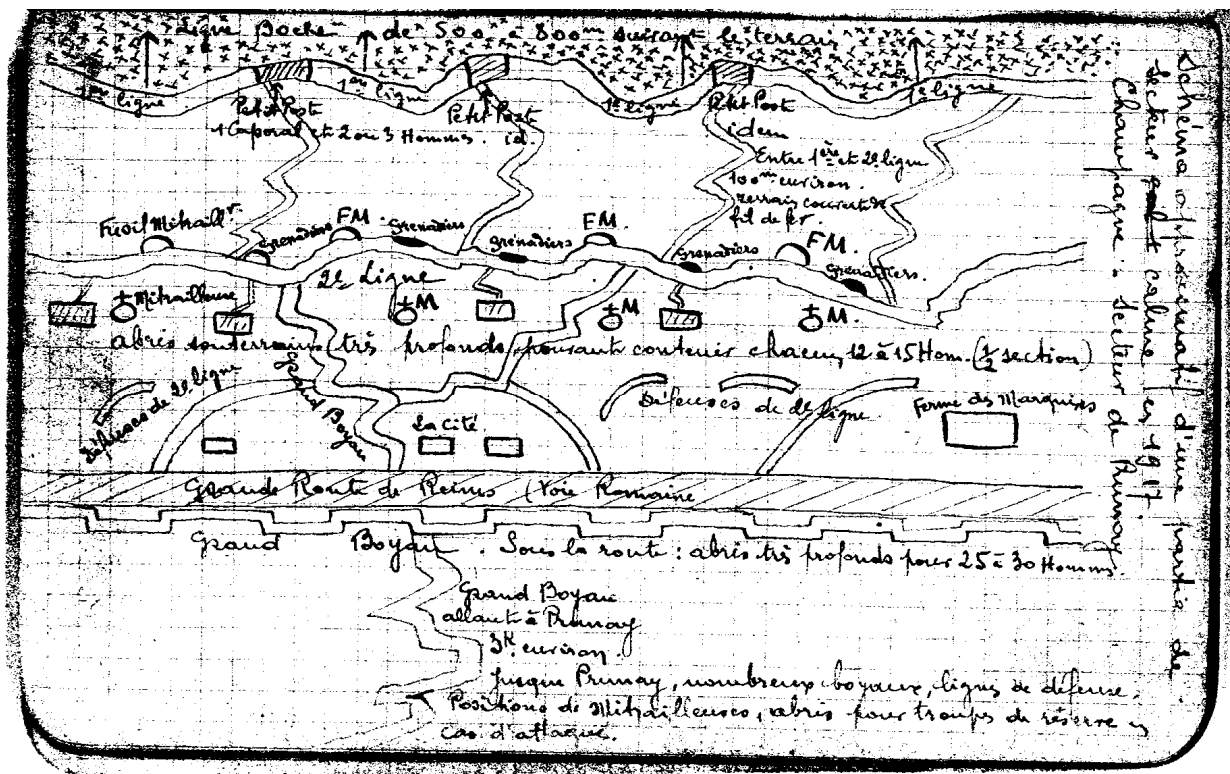 Ligne Boche de 500 à 800m suivant le terrain
1ère ligne
1ère ligne
1e ligne
1e ligne
Petit Poste
1 Caporal et 2 ou 3 Hommes.
Petit Poste
id.
Petit Poste
idem
Entre 1ère et 2e ligne
100m environ.
terrain couvert de
fil de fer.
Fusil Mitraillr.
Grenadiers
FM.
Grenadiers
Grenadiers
FM.
Grenadiers
FM.
Grenadiers.
2e Ligne
Mitrailleuse
M
M
M.
abris souterrains très profonds pouvant contenir chacun 12 à 15 Hom. (1/2 section)
Défenses de 2e ligne
Grand Boyau
La Cité.
Défenses de 2e ligne
Ferme des Marquises
Grande Route de Reims (Voie Romaine
Grand Boyau. Sous la route : abris très profonds pour 25 à 30 Hommes.
Grand Boyau
allant à Prunay
3K environ.
Jusque Prunay, nombreux boyaux, lignes de défense.
Positions de Mitrailleuses, abris pour troupes de réserve en
cas d'attaque.
Schéma approximatif d'une partie de
secteur calme en 1917.
Champagne - secteur de Prunay